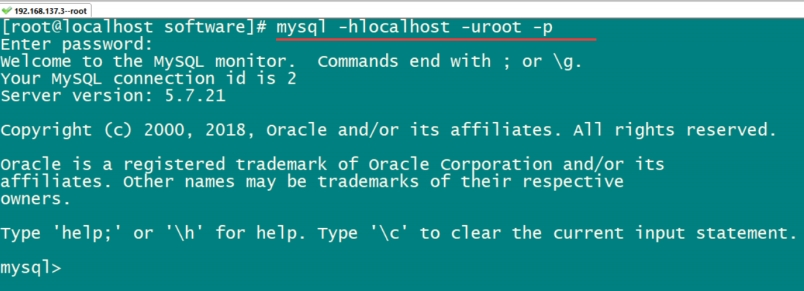 192.168.137.3--root
[root@localhost software]# mysql -hlocalhost -uroot -p
Enter password:
Welcome to the MySQL monitor.  Commands end with ; or \g.
Your MySQL connection id is 2
Server version: 5.7.21
Copyright (c) 2000, 2018, Oracle and/or its affiliates. All rights reserved.
Oracle is a registered trademark of Oracle Corporation and/or its
affiliates. Other names may be trademarks of their respective
owners.
Type 'help;' or '\h' for help. Type '\c' to clear the current input statement.
mysql>